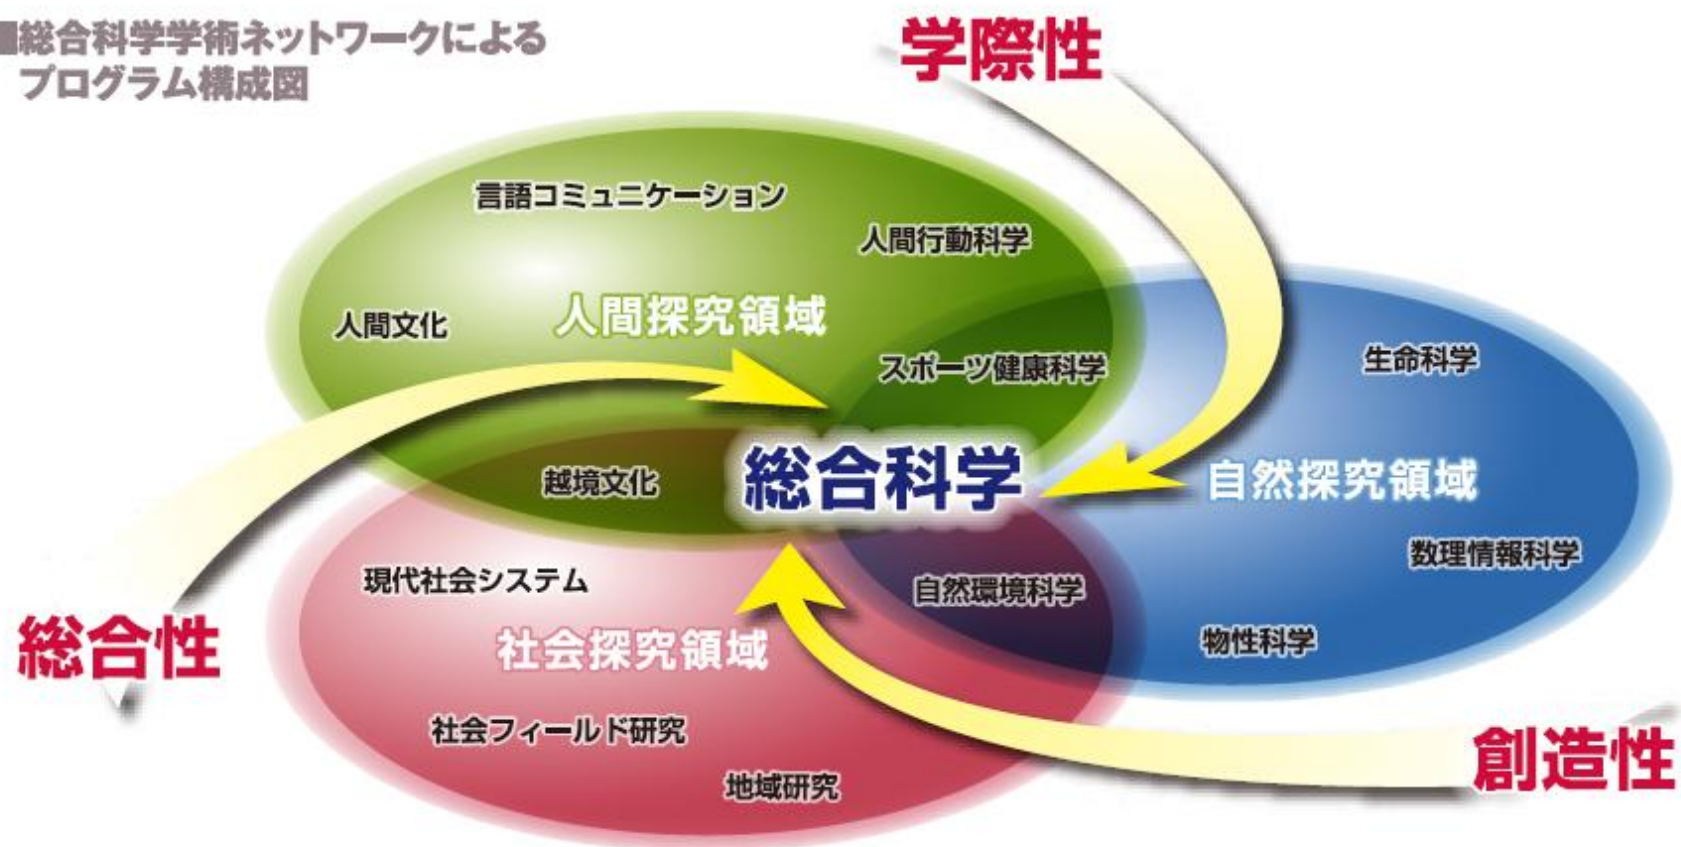 ■総合科学学術ネットワークによる
プログラム構成図
学際性
言語コミュニケーション
人間行動科学
人間文化
人間探究領域
スポーツ健康科学
生命科学
越境文化
総合科学
自然探究領域
現代社会システム
自然環境科学
数理情報科学
総合性
社会探究領域
物性科学
社会フィールド研究
地域研究
創造性